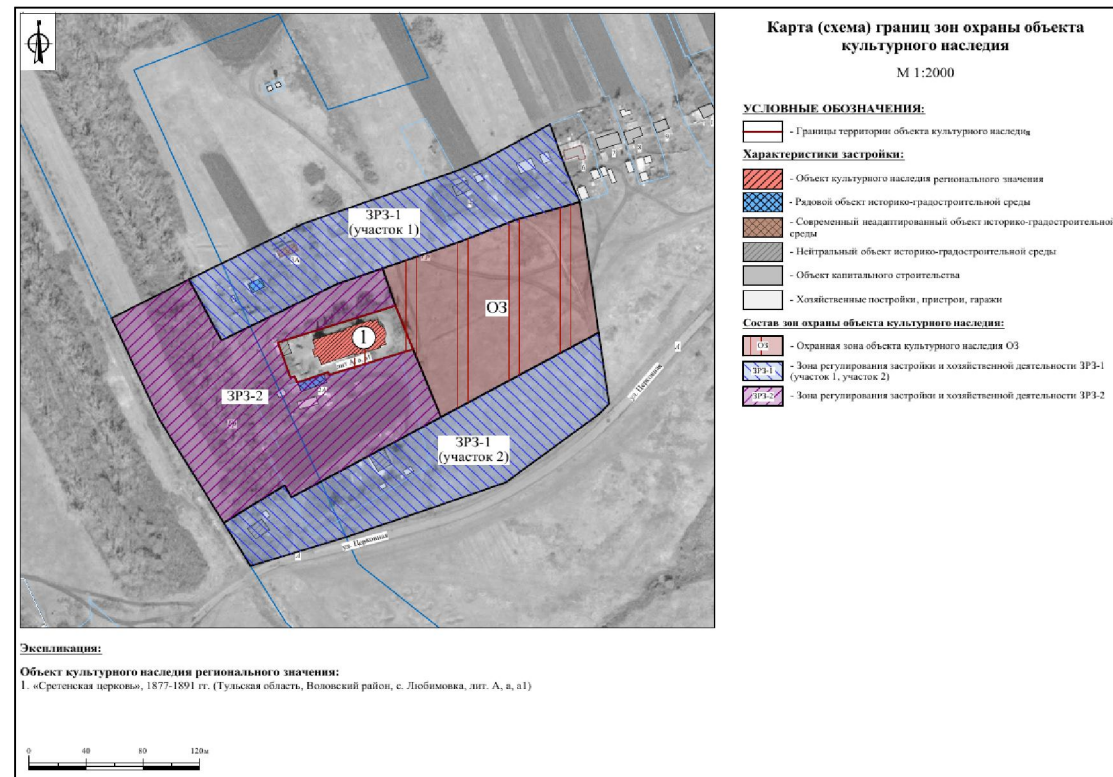 Карта (схема) границ зон охраны объекта
культурного наследия
М 1:2000
УСЛОВНЫЕ ОБОЗНАЧЕНИЯ:
- Границы территории объекта культурного наследия
Характеристики застройки:
- Объект культурного наследия регионального значения
- Рядовой объект историко-градостроительной среды
- Современный неадаптированный объект историко-градостроительной
среды
- Нейтральный объект историко-градостроительной среды
- Объект капитального строительства
- Хозяйственные постройки, пристрои, гаражи
Состав зон охраны объекта культурного наследия:
ОЗ - Охранная зона объекта культурного наследия ОЗ
ЗРЗ-1 - Зона регулирования застройки и хозяйственной деятельности ЗРЗ-1
(участок 1, участок 2)
ЗРЗ-2 - Зона регулирования застройки и хозяйственной деятельности ЗРЗ-2
ЗРЗ-1
(участок 1)
ОЗ
1
лит. А, а, а1
ЗРЗ-2
ЗРЗ-1
(участок 2)
ул. Церковная
ул. Церковная
Экспликация:
Объект культурного наследия регионального значения:
1. «Сретенская церковь», 1877-1891 гг. (Тульская область, Воловский район, с. Любимовка, лит. А, а, а1)
0 40 80 120м